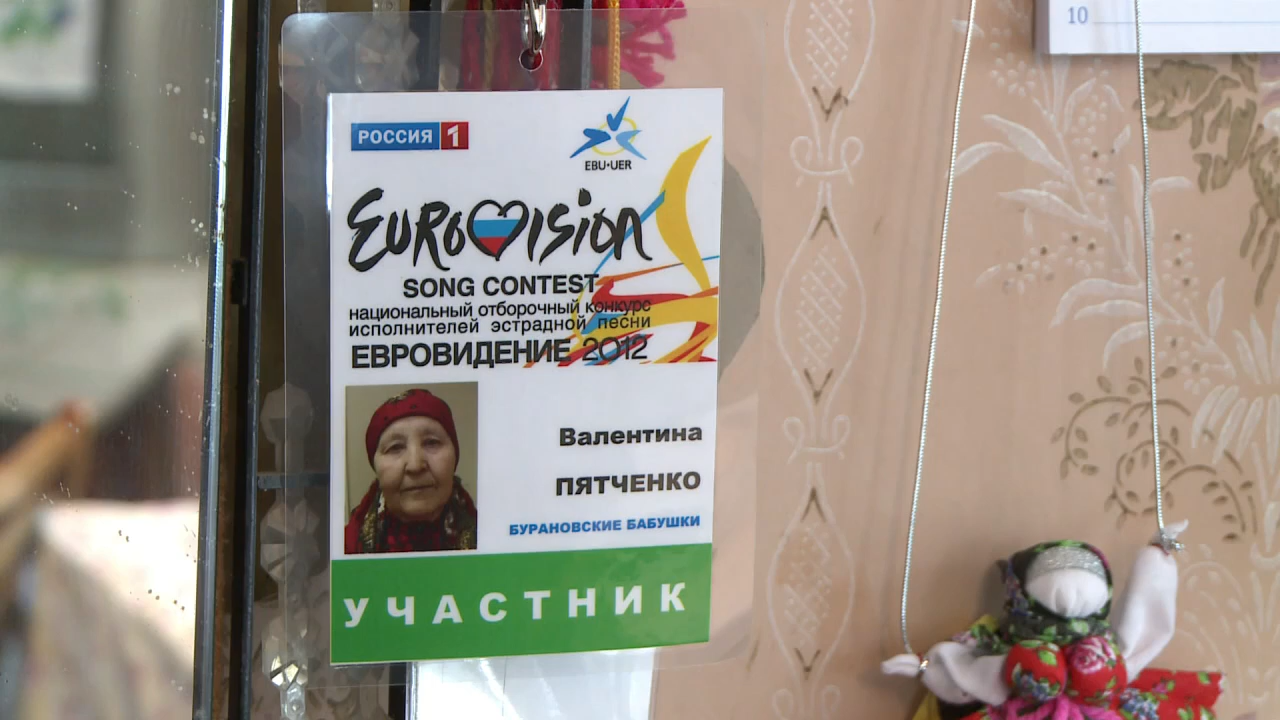 10
РОССИЯ 1
EBU·UER
EUROVISION
SONG CONTEST
национальный отборочный конкурс
исполнителей эстрадной песни
ЕВРОВИДЕНИЕ 2012
Валентина
ПЯТЧЕНКО
БУРАНОВСКИЕ БАБУШКИ
УЧАСТНИК